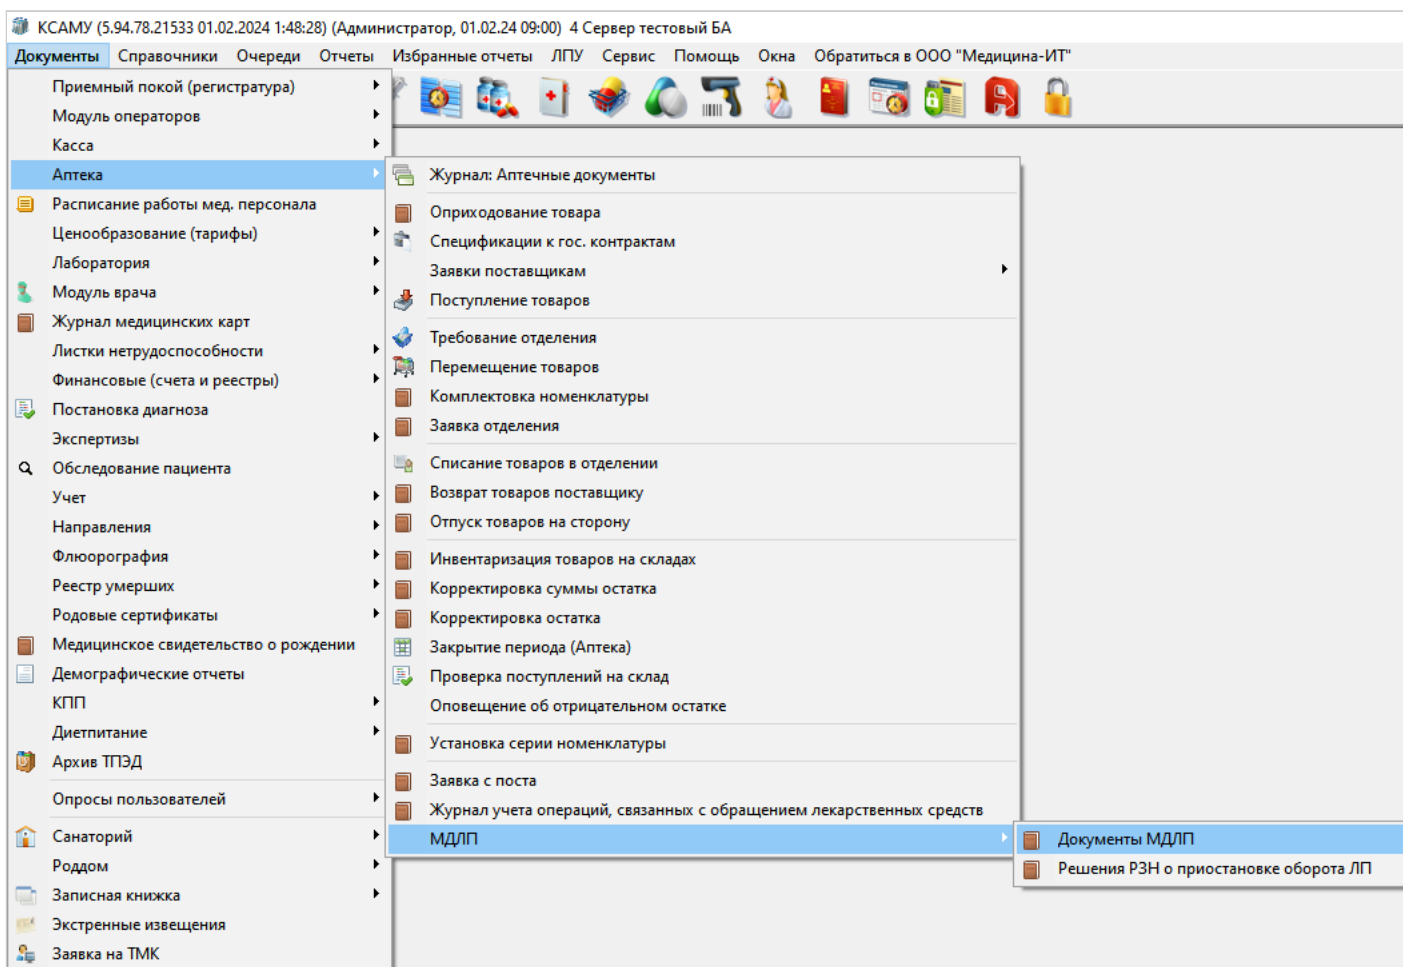 КСАМУ (5.94.78.21533 01.02.2024 1:48:28) (Администратор, 01.02.24 09:00) 4 Сервер тестовый БА
Документы Справочники Очереди Отчеты Избранные отчеты ЛПУ Сервис Помощь Окна Обратиться в ООО "Медицина-ИТ"
Приемный покой (регистратура)
Модуль операторов
Касса
Аптека
Расписание работы мед. персонала
Ценообразование (тарифы)
Лаборатория
Модуль врача
Журнал медицинских карт
Листки нетрудоспособности
Финансовые (счета и реестры)
Постановка диагноза
Экспертизы
Обследование пациента
Учет
Направления
Флюорография
Реестр умерших
Родовые сертификаты
Медицинское свидетельство о рождении
Демографические отчеты
КПП
Диетпитание
Архив ТПЭД
Опросы пользователей
Санаторий
Роддом
Записная книжка
Экстренные извещения
Заявка на ТМК
Журнал: Аптечные документы
Оприходование товара
Спецификации к гос. контрактам
Заявки поставщикам
Поступление товаров
Требование отделения
Перемещение товаров
Комплектовка номенклатуры
Заявка отделения
Списание товаров в отделении
Возврат товаров поставщику
Отпуск товаров на сторону
Инвентаризация товаров на складах
Корректировка суммы остатка
Корректировка остатка
Закрытие периода (Аптека)
Проверка поступлений на склад
Оповещение об отрицательном остатке
Установка серии номенклатуры
Заявка с поста
Журнал учета операций, связанных с обращением лекарственных средств
МДЛП
Документы МДЛП
Решения РЗН о приостановке оборота ЛП